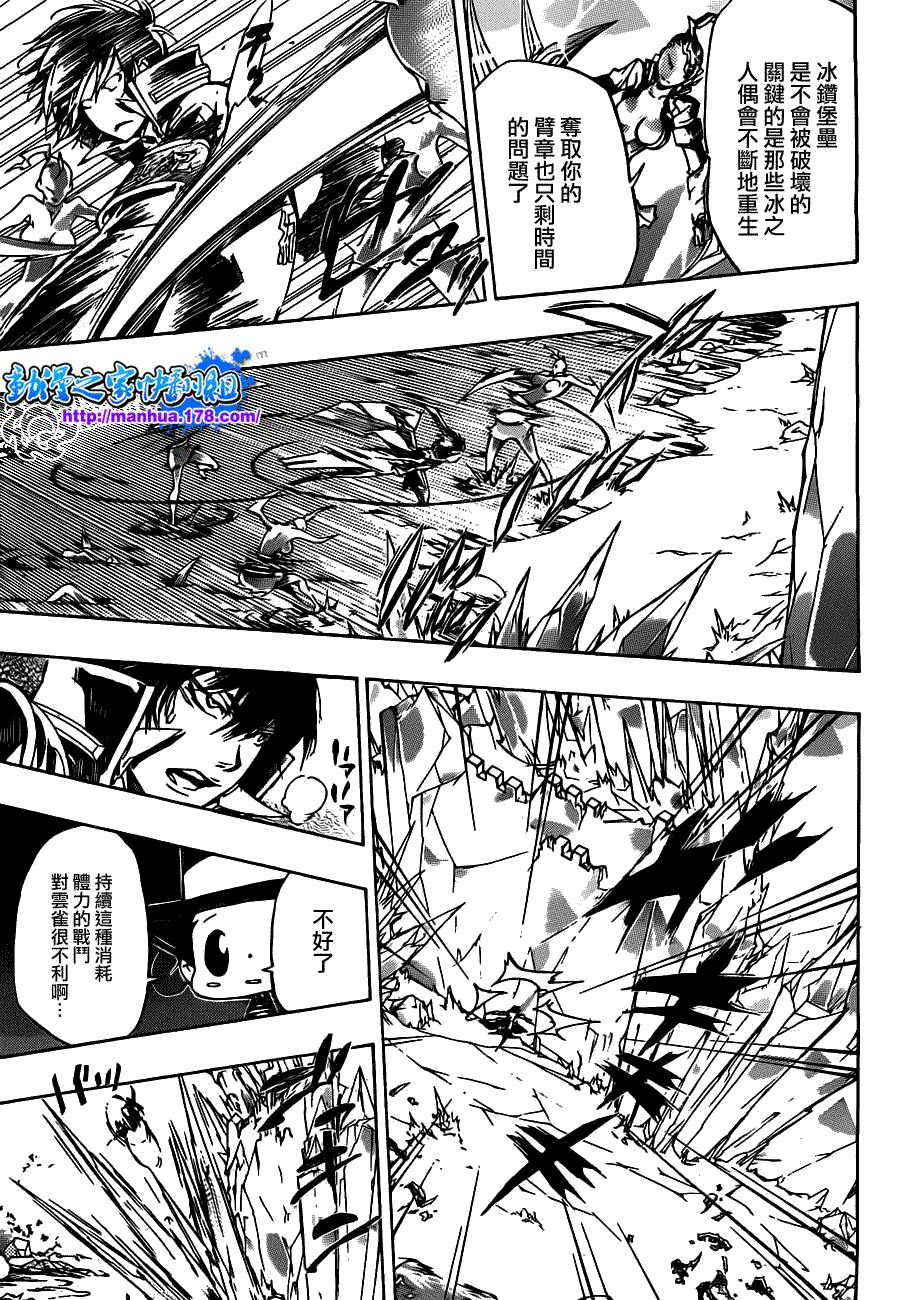 冰鑽堡壘
是不會被破壞的
關鍵的是那些冰之
人偶會不斷地重生
奪取你的
臂章也只剩時間
的問題了
動漫之家快翻組
http://manhua.178.com/
不好了
持續這種消耗
體力的戰鬥
對雲雀很不利啊…